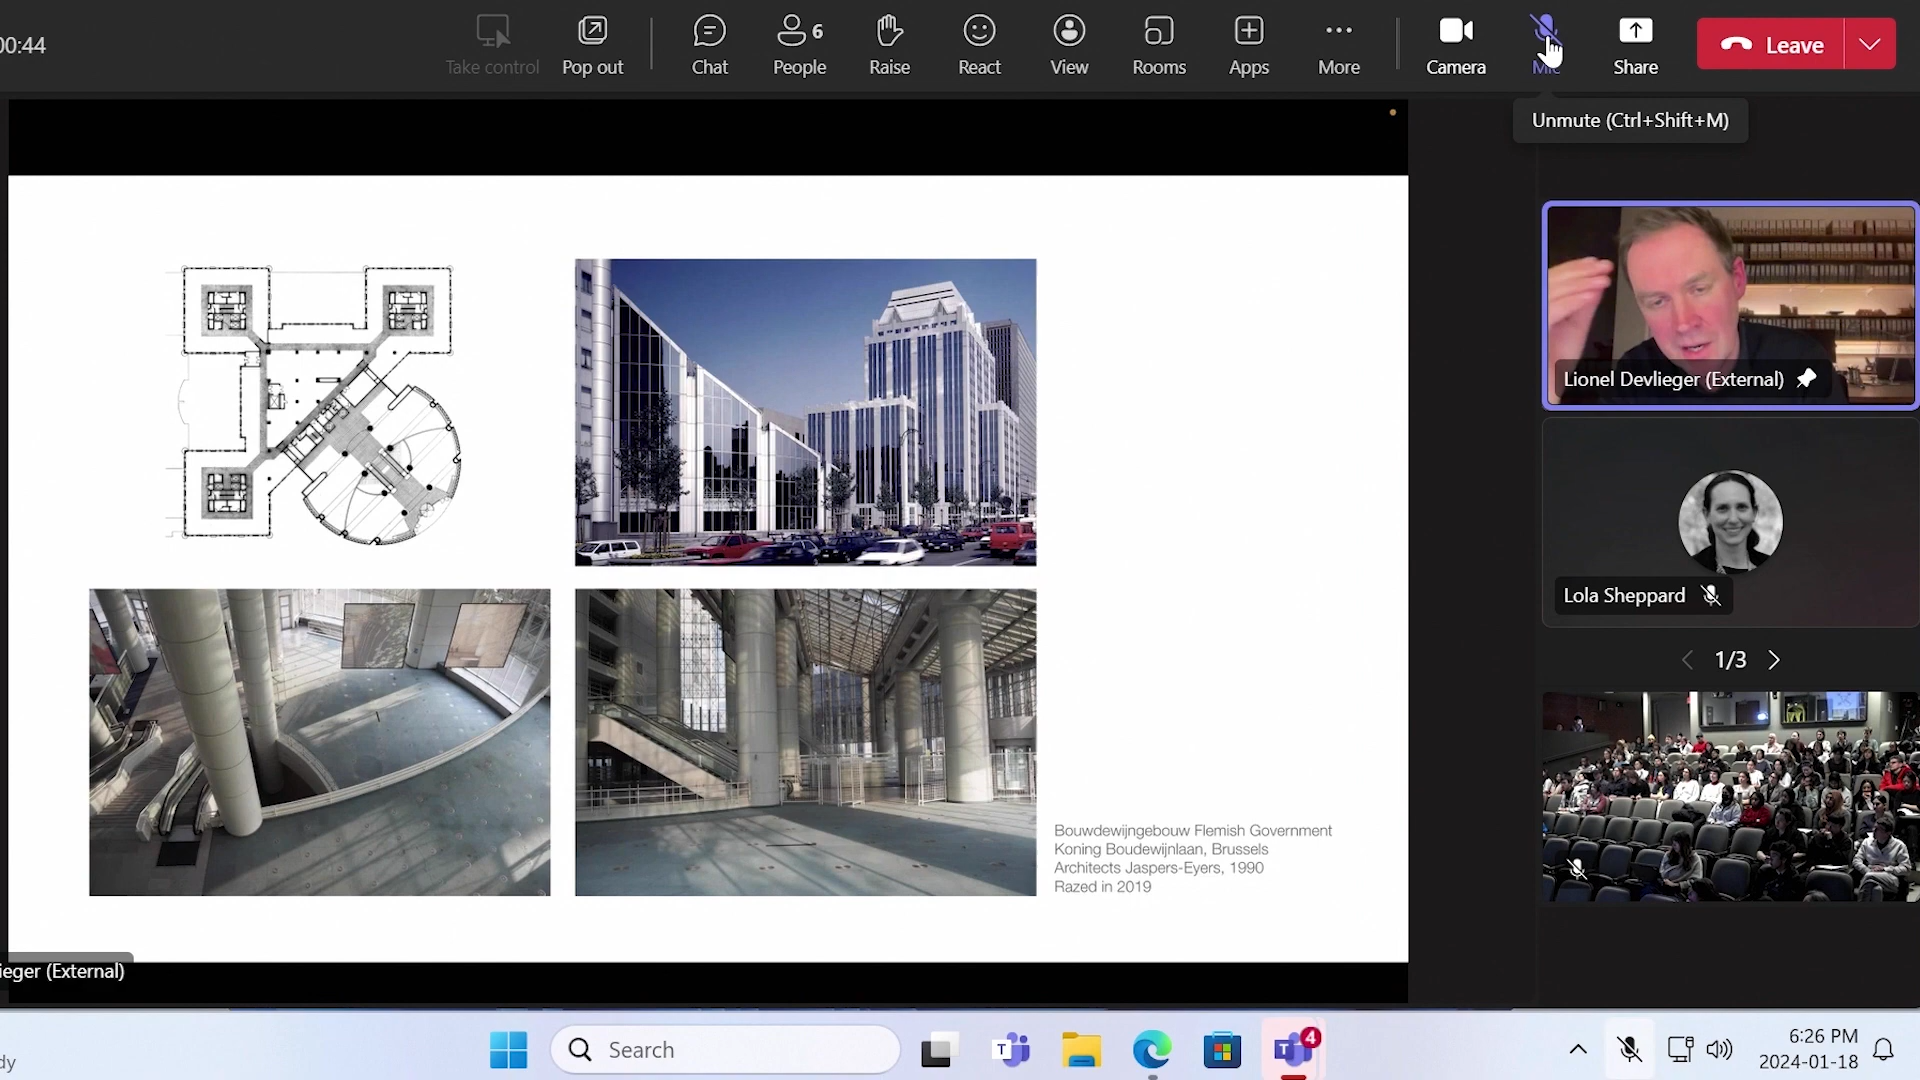 00:44
Take control
Pop out
Chat
6
People
Raise
React
View
Rooms
Apps
More
Camera
Mic
Share
Leave
Unmute (Ctrl+Shift+M)
Lionel Devlieger (External)
Lola Sheppard
1/3
Bouwdewijngebouw Flemish Government
Koning Boudewijnlaan, Brussels
Architects Jaspers-Eyers, 1990
Razed in 2019
ieger (External)
dy
Search
T
T
4
6:26 PM
2024-01-18